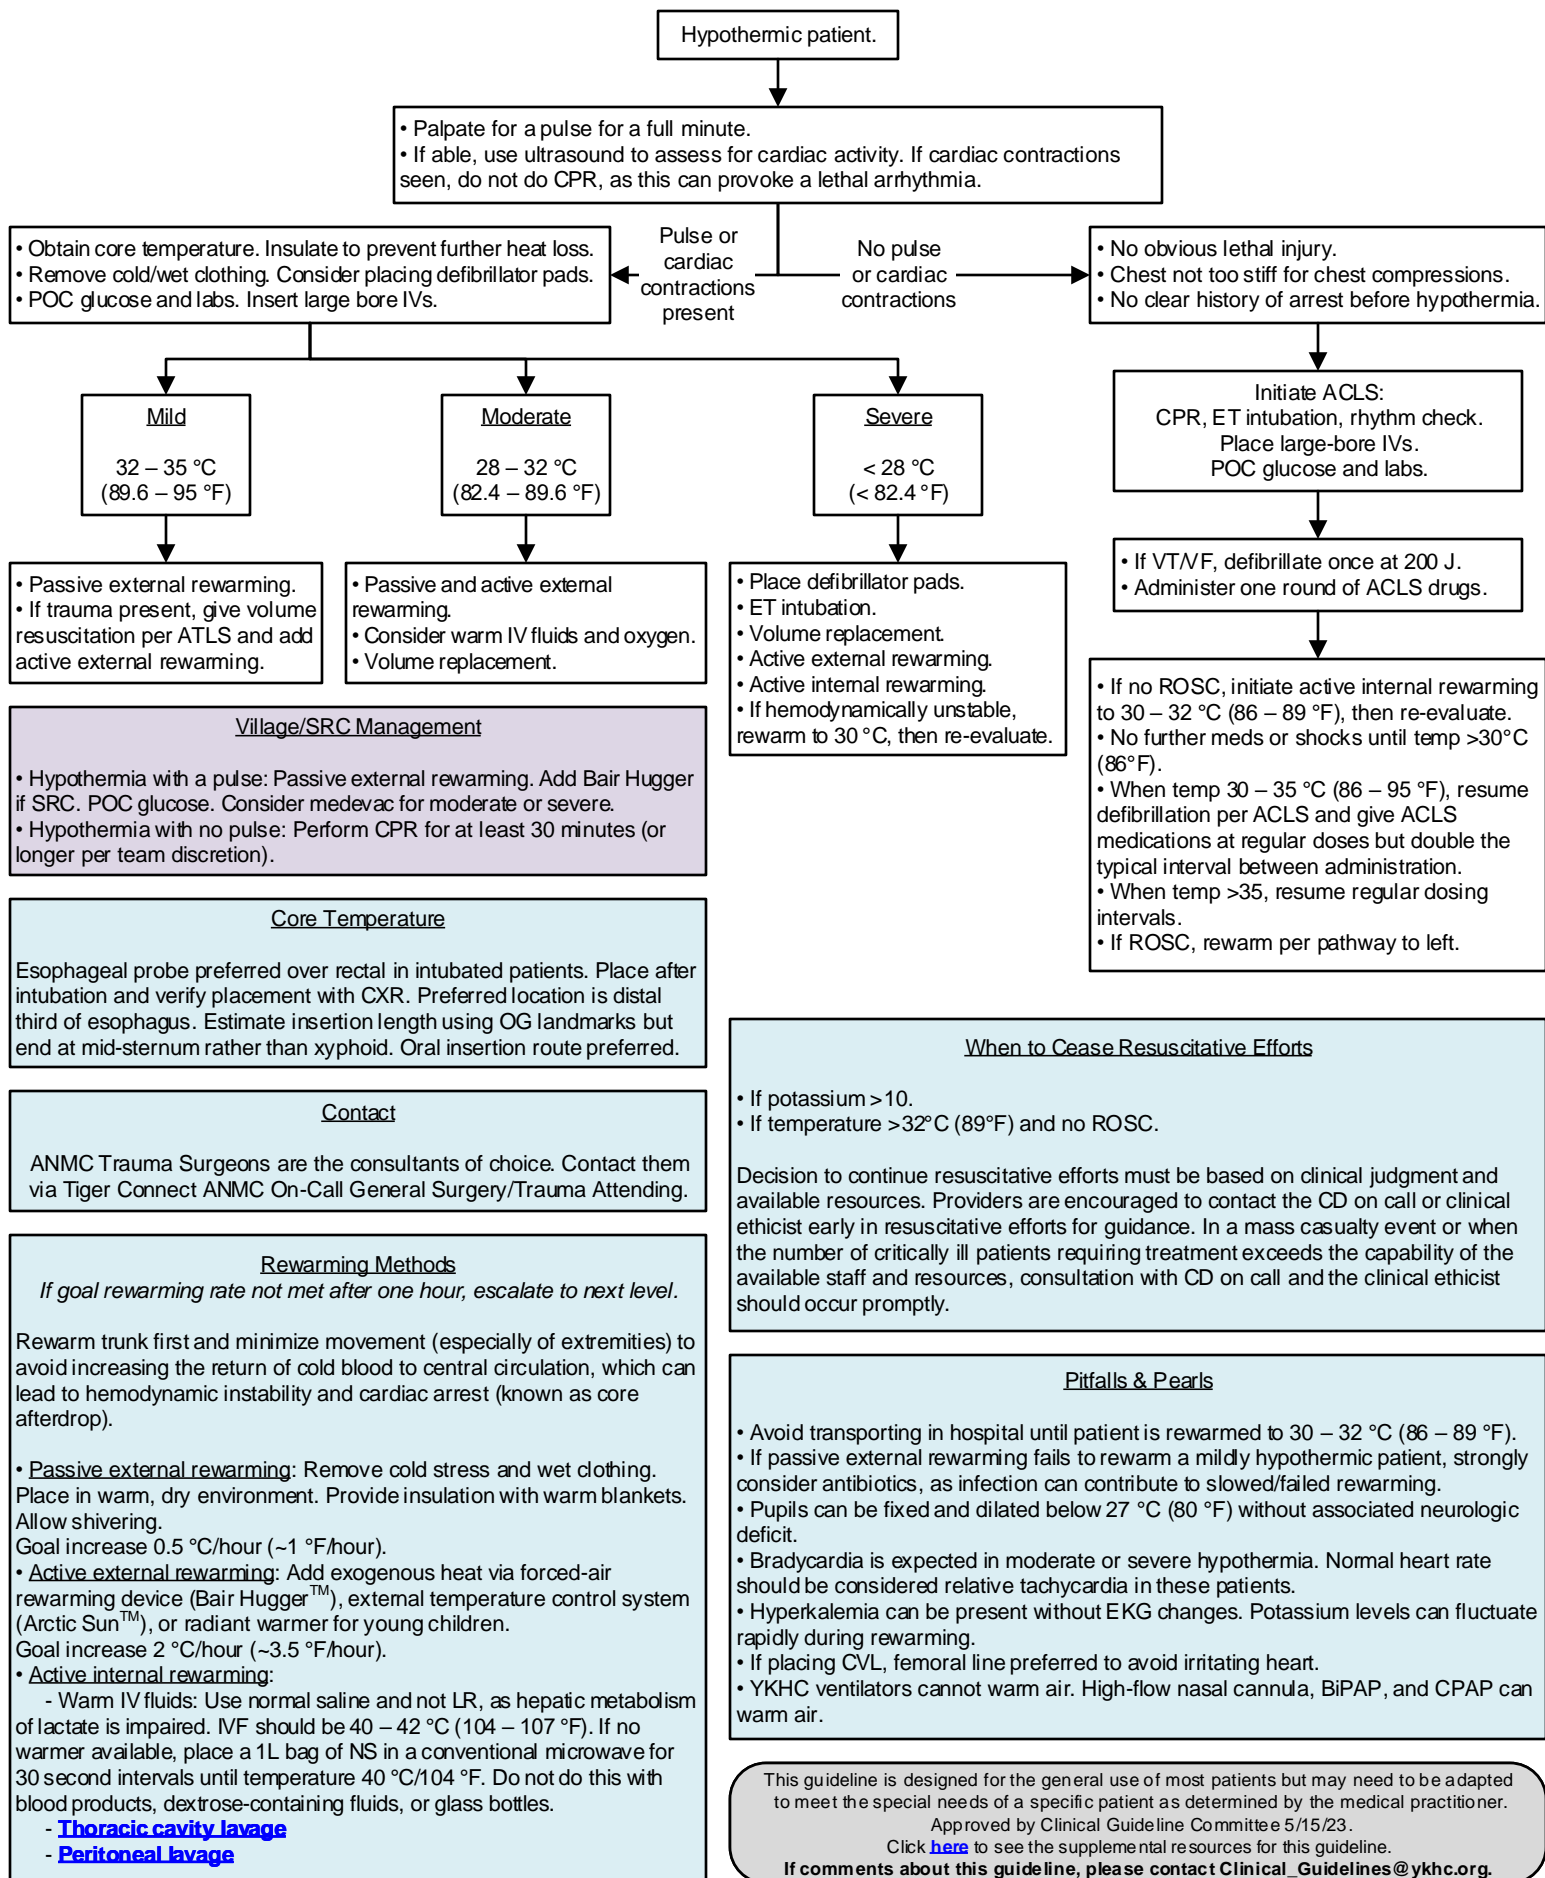 Hypothermic patient.
• Palpate for a pulse for a full minute.
• If able, use ultrasound to assess for cardiac activity. If cardiac contractions
seen, do not do CPR, as this can provoke a lethal arrhythmia.
• Obtain core temperature. Insulate to prevent further heat loss.
• Remove cold/wet clothing. Consider placing defibrillator pads.
• POC glucose and labs. Insert large bore IVs.
Pulse or
cardiac
contractions
present
No pulse
or cardiac
contractions
• No obvious lethal injury.
• Chest not too stiff for chest compressions.
• No clear history of arrest before hypothermia.
Mild
32 – 35 °C
(89.6 – 95 °F)
Moderate
28 – 32 °C
(82.4 – 89.6 °F)
Severe
< 28 °C
(< 82.4 °F)
Initiate ACLS:
CPR, ET intubation, rhythm check.
Place large-bore IVs.
POC glucose and labs.
• Passive external rewarming.
• If trauma present, give volume
resuscitation per ATLS and add
active external rewarming.
• Passive and active external
rewarming.
• Consider warm IV fluids and oxygen.
• Volume replacement.
• Place defibrillator pads.
• ET intubation.
• Volume replacement.
• Active external rewarming.
• Active internal rewarming.
• If hemodynamically unstable,
rewarm to 30 °C, then re-evaluate.
• If VT/VF, defibrillate once at 200 J.
• Administer one round of ACLS drugs.
• If no ROSC, initiate active internal rewarming
to 30 – 32 °C (86 – 89 °F), then re-evaluate.
• No further meds or shocks until temp >30°C
(86°F).
• When temp 30 – 35 °C (86 – 95 °F), resume
defibrillation per ACLS and give ACLS
medications at regular doses but double the
typical interval between administration.
• When temp >35, resume regular dosing
intervals.
• If ROSC, rewarm per pathway to left.
Village/SRC Management
• Hypothermia with a pulse: Passive external rewarming. Add Bair Hugger
if SRC. POC glucose. Consider medevac for moderate or severe.
• Hypothermia with no pulse: Perform CPR for at least 30 minutes (or
longer per team discretion).
Core Temperature
Esophageal probe preferred over rectal in intubated patients. Place after
intubation and verify placement with CXR. Preferred location is distal
third of esophagus. Estimate insertion length using OG landmarks but
end at mid-sternum rather than xyphoid. Oral insertion route preferred.
Contact
ANMC Trauma Surgeons are the consultants of choice. Contact them
via Tiger Connect ANMC On-Call General Surgery/Trauma Attending.
Rewarming Methods
If goal rewarming rate not met after one hour, escalate to next level.
Rewarm trunk first and minimize movement (especially of extremities) to
avoid increasing the return of cold blood to central circulation, which can
lead to hemodynamic instability and cardiac arrest (known as core
afterdrop).
• Passive external rewarming: Remove cold stress and wet clothing.
Place in warm, dry environment. Provide insulation with warm blankets.
Allow shivering.
Goal increase 0.5 °C/hour (~1 °F/hour).
• Active external rewarming: Add exogenous heat via forced-air
rewarming device (Bair Hugger™), external temperature control system
(Arctic Sun™), or radiant warmer for young children.
Goal increase 2 °C/hour (~3.5 °F/hour).
• Active internal rewarming:
- Warm IV fluids: Use normal saline and not LR, as hepatic metabolism
of lactate is impaired. IVF should be 40 – 42 °C (104 – 107 °F). If no
warmer available, place a 1L bag of NS in a conventional microwave for
30 second intervals until temperature 40 °C/104 °F. Do not do this with
blood products, dextrose-containing fluids, or glass bottles.
- Thoracic cavity lavage
- Peritoneal lavage
When to Cease Resuscitative Efforts
• If potassium >10.
• If temperature >32°C (89°F) and no ROSC.
Decision to continue resuscitative efforts must be based on clinical judgment and
available resources. Providers are encouraged to contact the CD on call or clinical
ethicist early in resuscitative efforts for guidance. In a mass casualty event or when
the number of critically ill patients requiring treatment exceeds the capability of the
available staff and resources, consultation with CD on call and the clinical ethicist
should occur promptly.
Pitfalls & Pearls
• Avoid transporting in hospital until patient is rewarmed to 30 – 32 °C (86 – 89 °F).
• If passive external rewarming fails to rewarm a mildly hypothermic patient, strongly
consider antibiotics, as infection can contribute to slowed/failed rewarming.
• Pupils can be fixed and dilated below 27 °C (80 °F) without associated neurologic
deficit.
• Bradycardia is expected in moderate or severe hypothermia. Normal heart rate
should be considered relative tachycardia in these patients.
• Hyperkalemia can be present without EKG changes. Potassium levels can fluctuate
rapidly during rewarming.
• If placing CVL, femoral line preferred to avoid irritating heart.
• YKHC ventilators cannot warm air. High-flow nasal cannula, BiPAP, and CPAP can
warm air.
This guideline is designed for the general use of most patients but may need to be adapted
to meet the special needs of a specific patient as determined by the medical practitioner.
Approved by Clinical Guideline Committee 5/15/23.
Click here to see the supplemental resources for this guideline.
If comments about this guideline, please contact Clinical_Guidelines@ykhc.org.